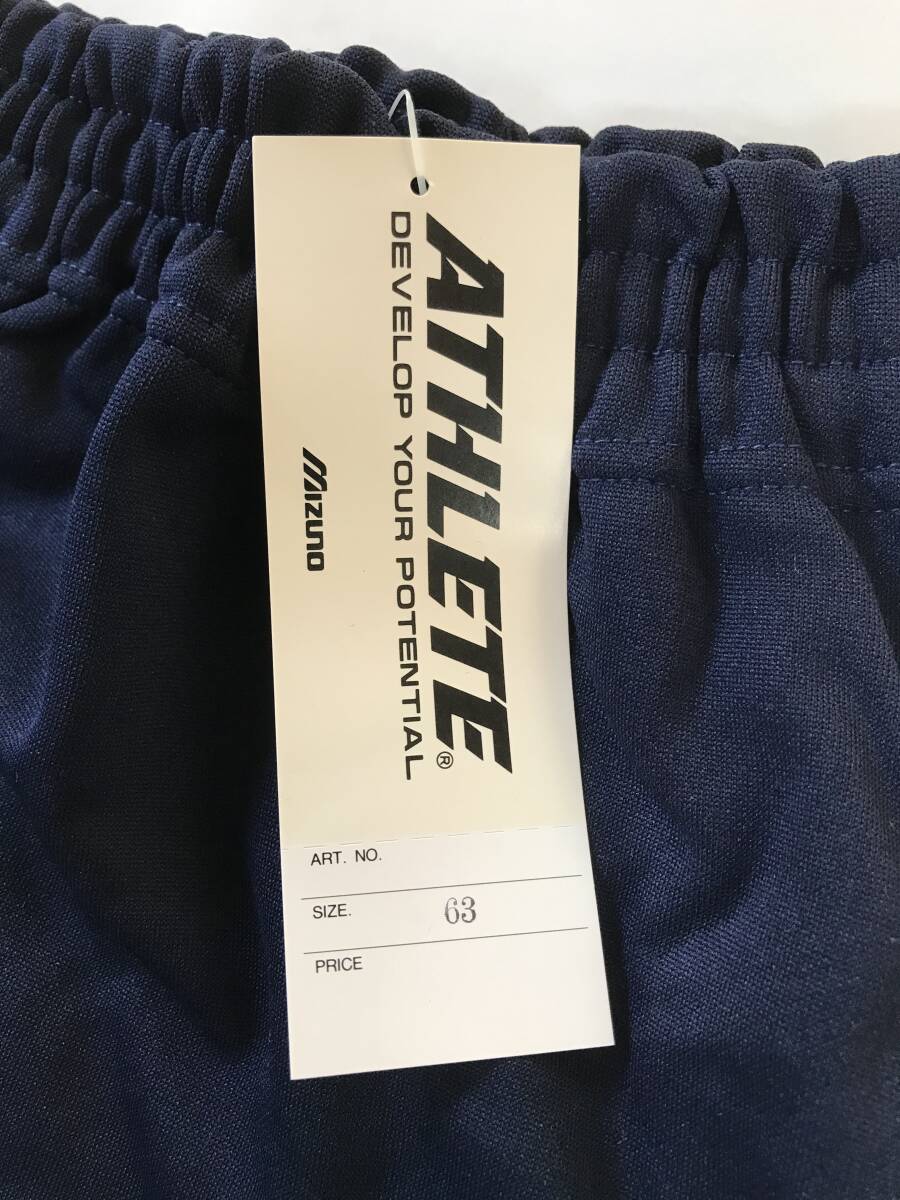 ATHLETE®
DEVELOP YOUR POTENTIAL
Mizuno
ART. NO.
SIZE. 63
PRICE